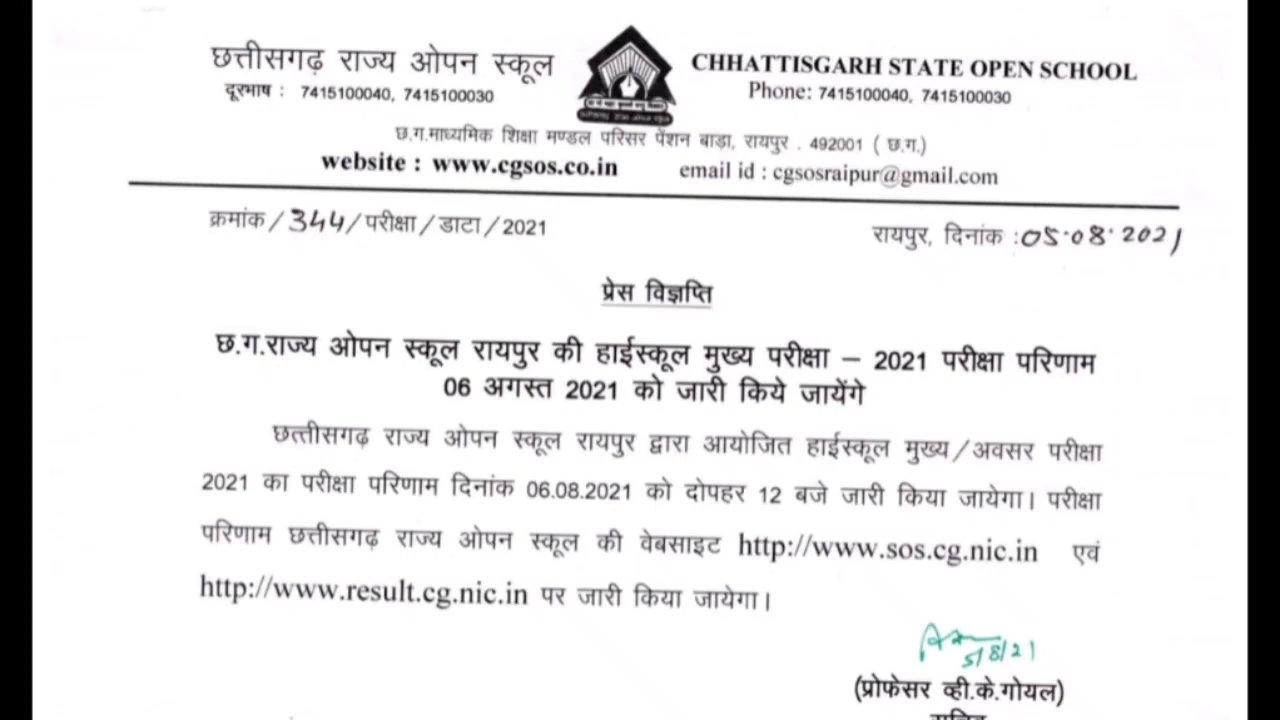 छत्तीसगढ़ राज्य ओपन स्कूल
दूरभाष : 7415100040, 7415100030
CHHATTISGARH STATE OPEN SCHOOL
Phone: 7415100040, 7415100030
छ.ग.माध्यमिक शिक्षा मण्डल परिसर पेंशन बाड़ा, रायपुर . 492001 ( छ.ग.)
website : www.cgsos.co.in email id : cgsosraipur@gmail.com
क्रमांक/344/परीक्षा/डाटा/2021 रायपुर, दिनांक :05.08.2021
प्रेस विज्ञप्ति
छ.ग.राज्य ओपन स्कूल रायपुर की हाईस्कूल मुख्य परीक्षा – 2021 परीक्षा परिणाम
06 अगस्त 2021 को जारी किये जायेंगे
छत्तीसगढ़ राज्य ओपन स्कूल रायपुर द्वारा आयोजित हाईस्कूल मुख्य/अवसर परीक्षा
2021 का परीक्षा परिणाम दिनांक 06.08.2021 को दोपहर 12 बजे जारी किया जायेगा। परीक्षा
परिणाम छत्तीसगढ़ राज्य ओपन स्कूल की वेबसाइट http://www.sos.cg.nic.in एवं
http://www.result.cg.nic.in पर जारी किया जायेगा।
5/8/21
(प्रोफेसर व्ही.के.गोयल)